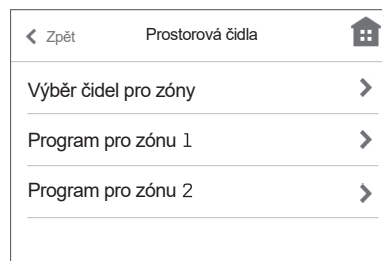 Zpět Prostorová čidla
Výběr čidel pro zóny
Program pro zónu 1
Program pro zónu 2